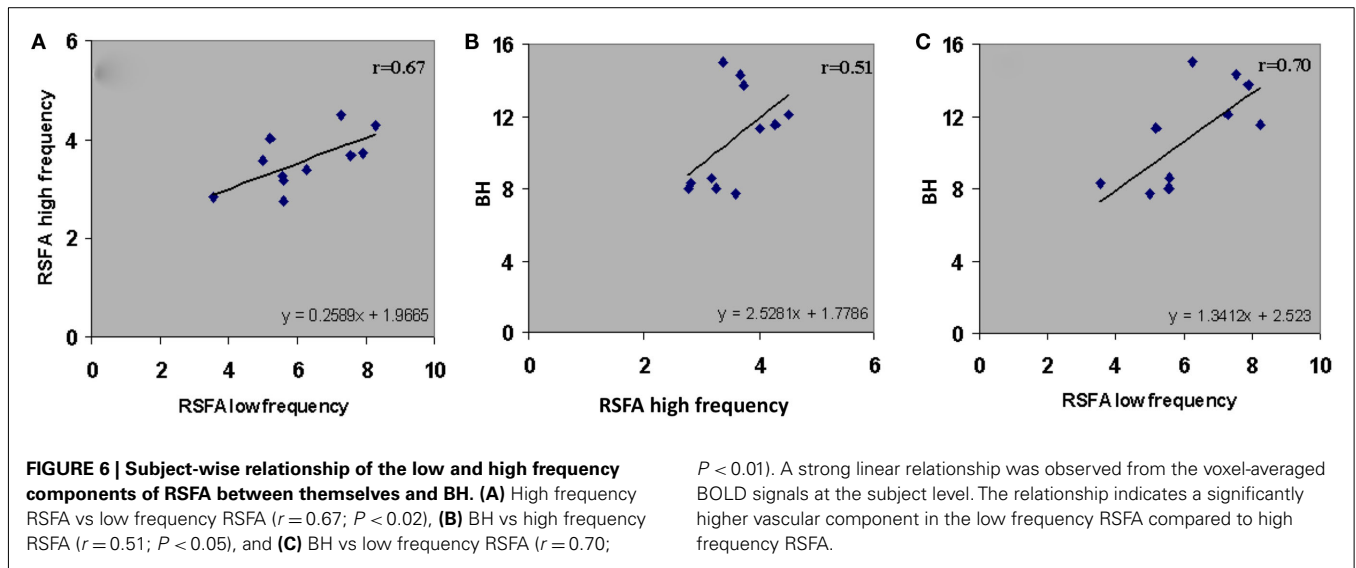 A
6
4
2
0
0 2 4 6 8 10
RSFA high frequency
RSFA low frequency
r=0.67
y = 0.2589x + 1.9665
B
16
12
8
4
0
0 2 4 6
BH
RSFA high frequency
r=0.51
y = 2.5281x + 1.7786
C
16
12
8
4
0
0 2 4 6 8 10
BH
RSFA low frequency
r=0.70
y = 1.3412x + 2.523
FIGURE 6 | Subject-wise relationship of the low and high frequency
components of RSFA between themselves and BH. (A) High frequency
RSFA vs low frequency RSFA (r = 0.67; P < 0.02), (B) BH vs high frequency
RSFA (r = 0.51; P < 0.05), and (C) BH vs low frequency RSFA (r = 0.70;
P < 0.01). A strong linear relationship was observed from the voxel-averaged
BOLD signals at the subject level. The relationship indicates a significantly
higher vascular component in the low frequency RSFA compared to high
frequency RSFA.